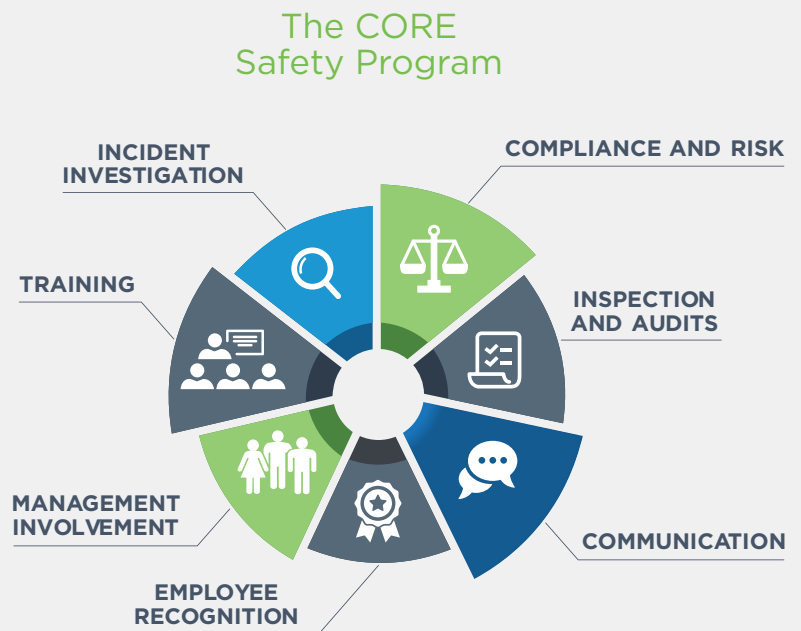 The CORE
Safety Program
INCIDENT
INVESTIGATION
COMPLIANCE AND RISK
TRAINING
INSPECTION
AND AUDITS
MANAGEMENT
INVOLVEMENT
COMMUNICATION
EMPLOYEE
RECOGNITION